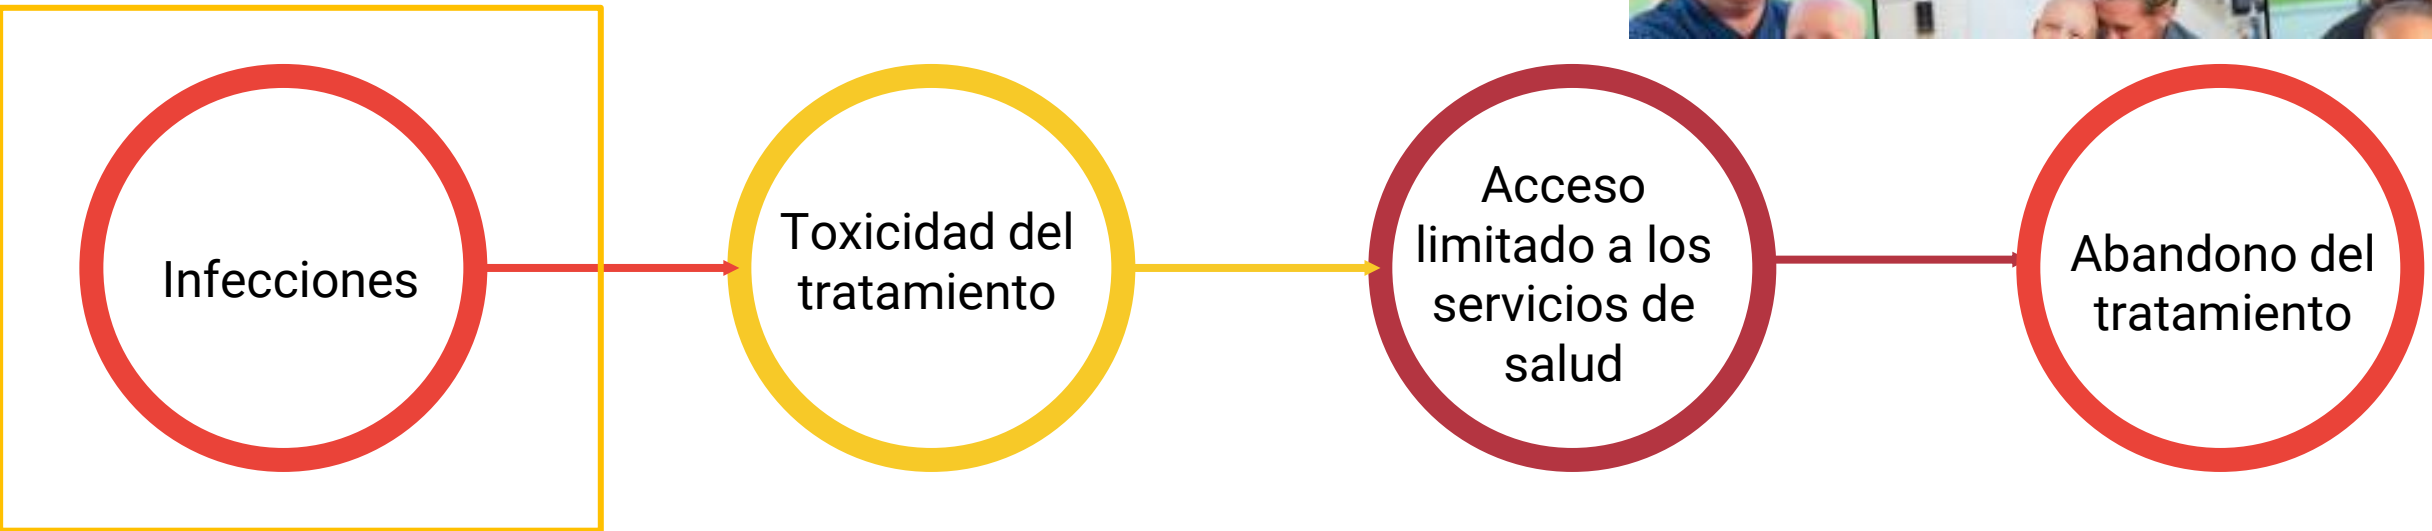 Infecciones
Toxicidad del
tratamiento
Acceso
limitado a los
servicios de
salud
Abandono del
tratamiento